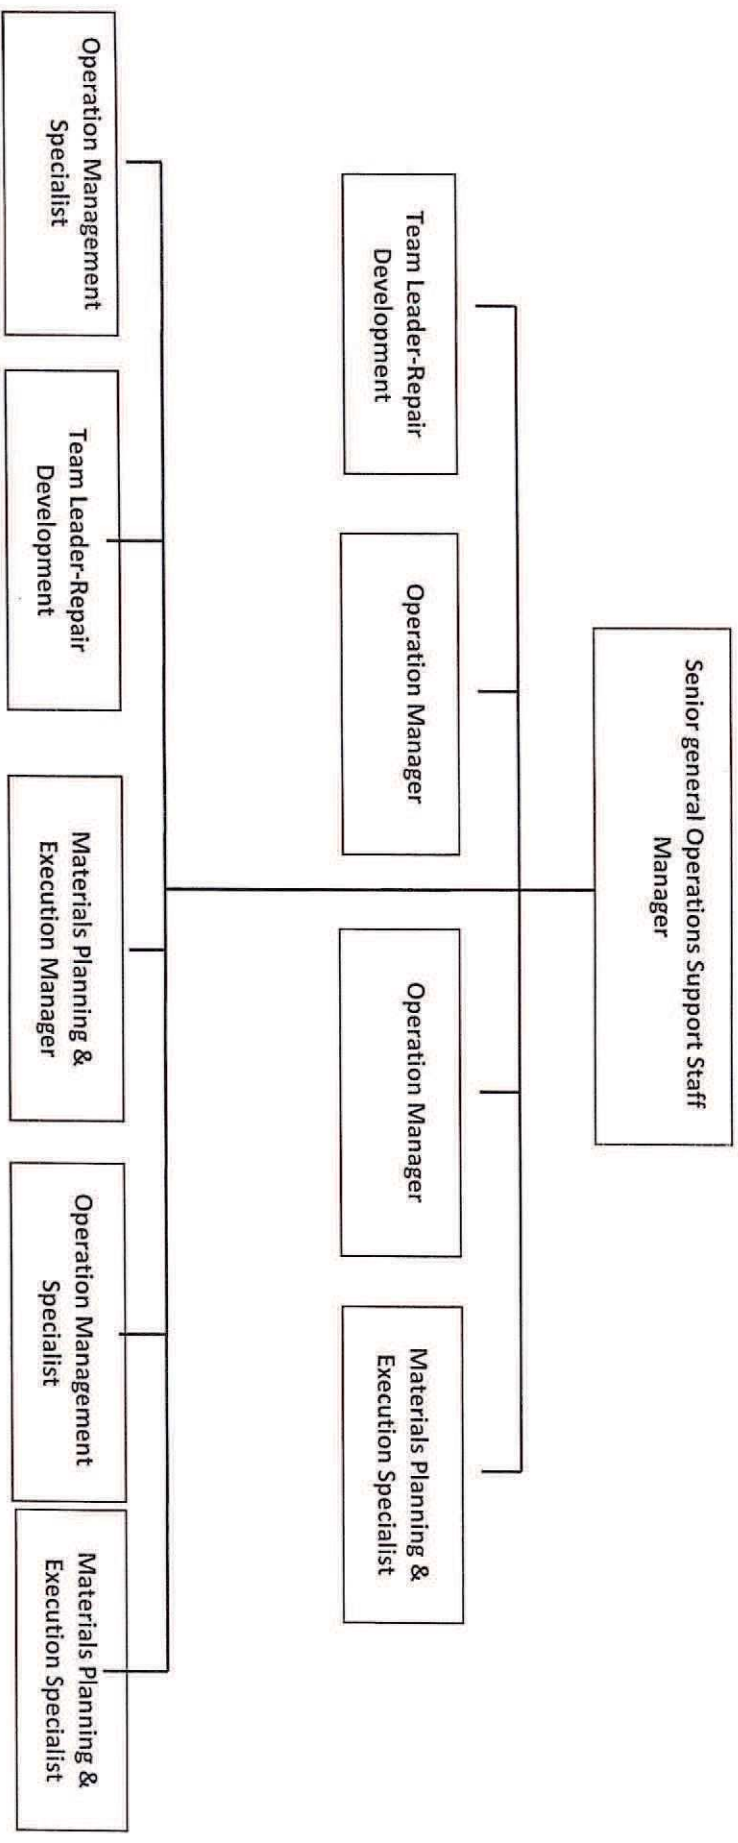 Senior general Operations Support Staff
Manager
Team Leader-Repair
Development
Operation Manager
Operation Manager
Materials Planning &
Execution Specialist
Operation Management
Specialist
Team Leader-Repair
Development
Materials Planning &
Execution Manager
Operation Management
Specialist
Materials Planning &
Execution Specialist